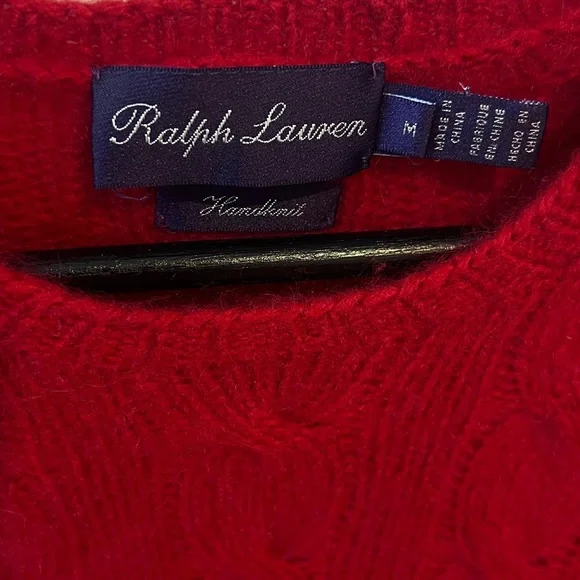 Ralph Lauren
Handknit
M
MADE IN
CHINA
FABRIQUE
EN CHINE
HECHO EN
CHINA